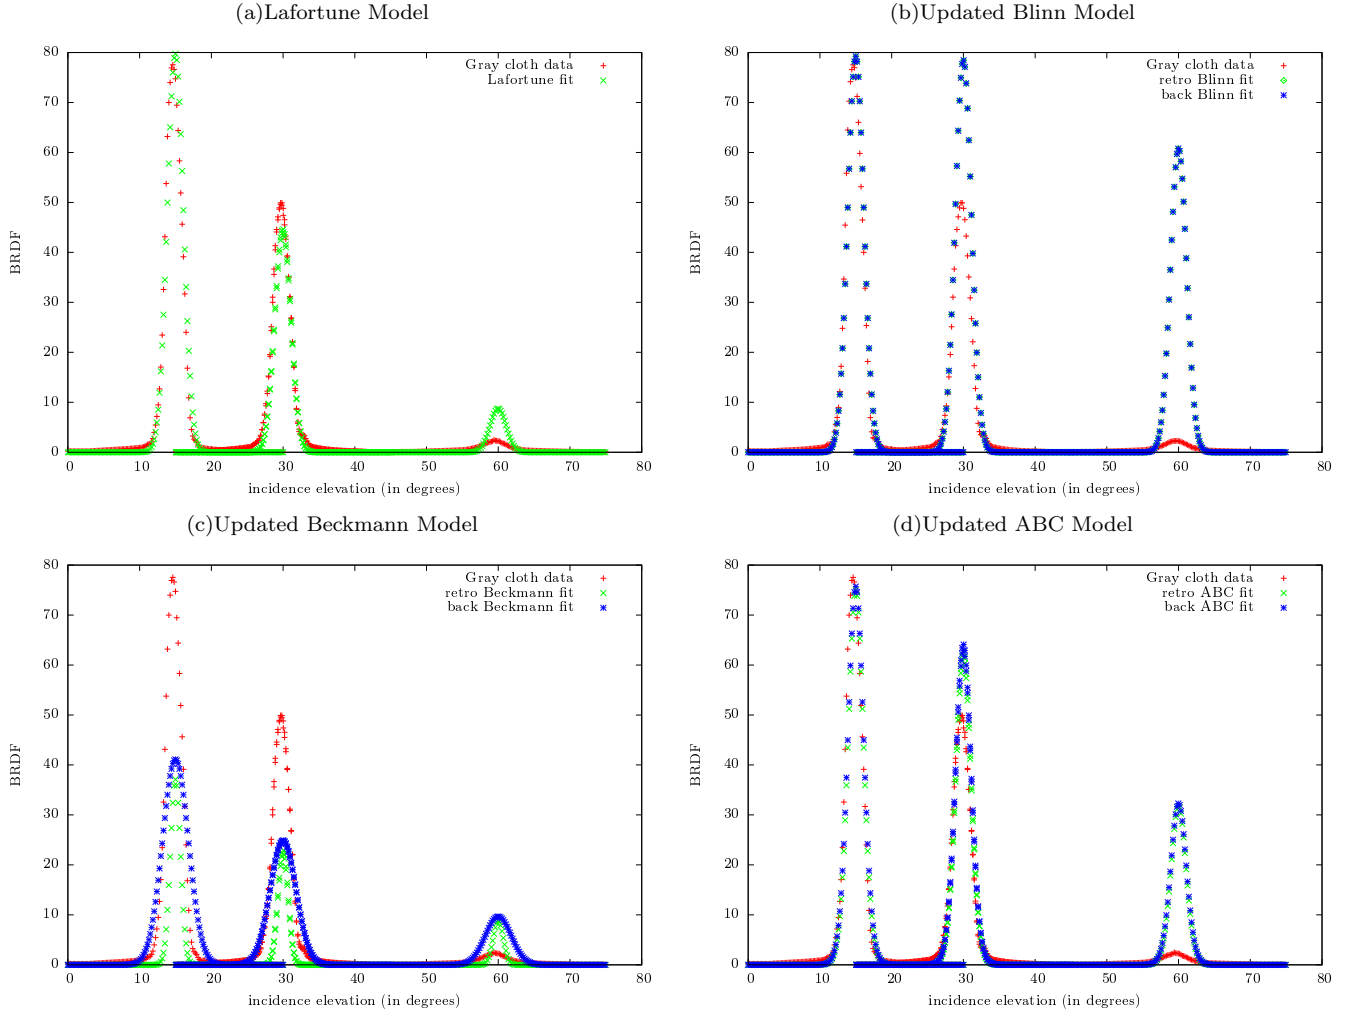 (a)Lafortune Model
80
70
60
50
40
30
20
10
0
BRDF
Gray cloth data
Lafortune fit
0 10 20 30 40 50 60 70 80
incidence elevation (in degrees)
(b)Updated Blinn Model
80
70
60
50
40
30
20
10
0
BRDF
Gray cloth data
retro Blinn fit
back Blinn fit
0 10 20 30 40 50 60 70 80
incidence elevation (in degrees)
(c)Updated Beckmann Model
80
70
60
50
40
30
20
10
0
BRDF
Gray cloth data
retro Beckmann fit
back Beckmann fit
0 10 20 30 40 50 60 70 80
incidence elevation (in degrees)
(d)Updated ABC Model
80
70
60
50
40
30
20
10
0
BRDF
Gray cloth data
retro ABC fit
back ABC fit
0 10 20 30 40 50 60 70 80
incidence elevation (in degrees)